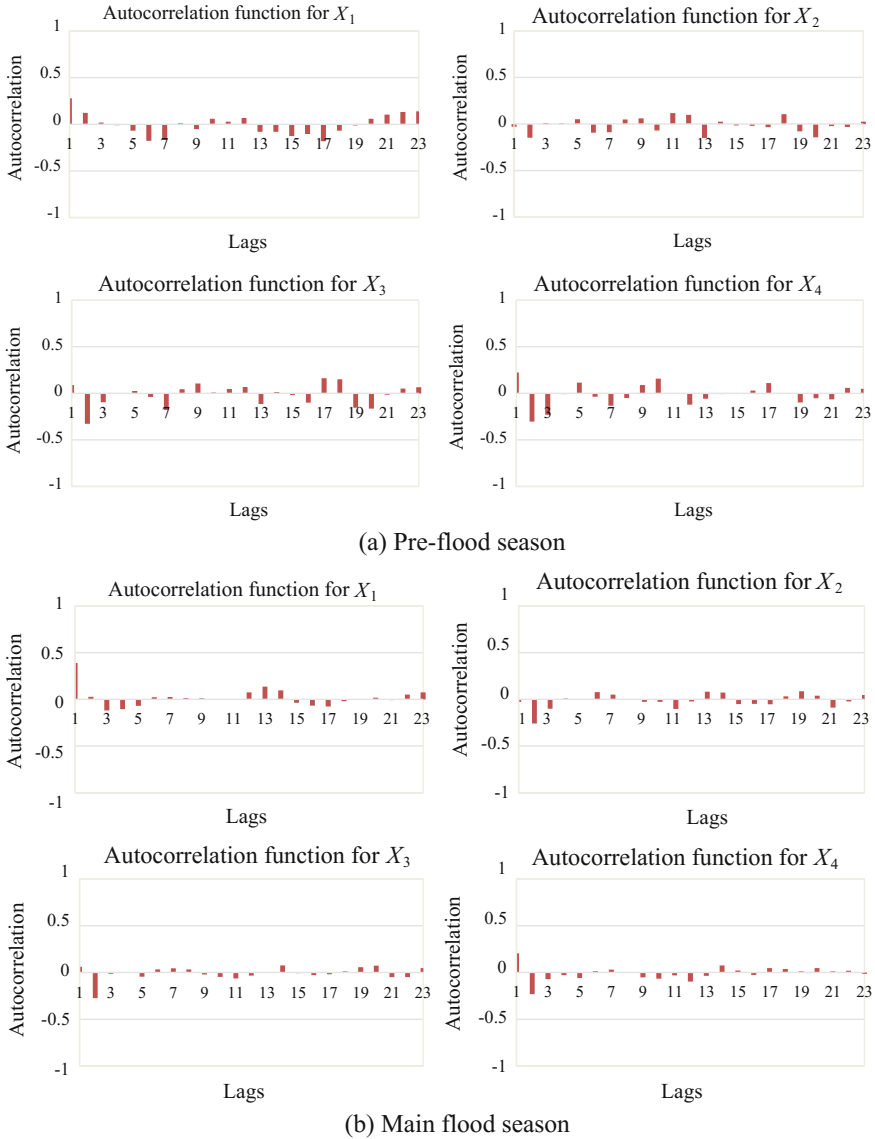 Autocorrelation function for X₁
Autocorrelation
1
0.5
0
-0.5
-1
1 3 5 7 9 11 13 15 17 19 21 23
Lags
Autocorrelation function for X₂
Autocorrelation
1
0.5
0
-0.5
-1
1 3 5 7 9 11 13 15 17 19 21 23
Lags
Autocorrelation function for X₃
Autocorrelation
1
0.5
0
-0.5
-1
1 3 5 7 9 11 13 15 17 19 21 23
Lags
Autocorrelation function for X₄
Autocorrelation
1
0.5
0
-0.5
-1
1 3 5 7 9 11 13 15 17 19 21 23
Lags
(a) Pre-flood season
Autocorrelation function for X₁
Autocorrelation
1
0.5
0
-0.5
-1
1 3 5 7 9 11 13 15 17 19 21 23
Lags
Autocorrelation function for X₂
Autocorrelation
1
0.5
0
-0.5
-1
1 3 5 7 9 11 13 15 17 19 21 23
Lags
Autocorrelation function for X₃
Autocorrelation
1
0.5
0
-0.5
-1
1 3 5 7 9 11 13 15 17 19 21 23
Lags
Autocorrelation function for X₄
Autocorrelation
1
0.5
0
-0.5
-1
1 3 5 7 9 11 13 15 17 19 21 23
Lags
(b) Main flood season